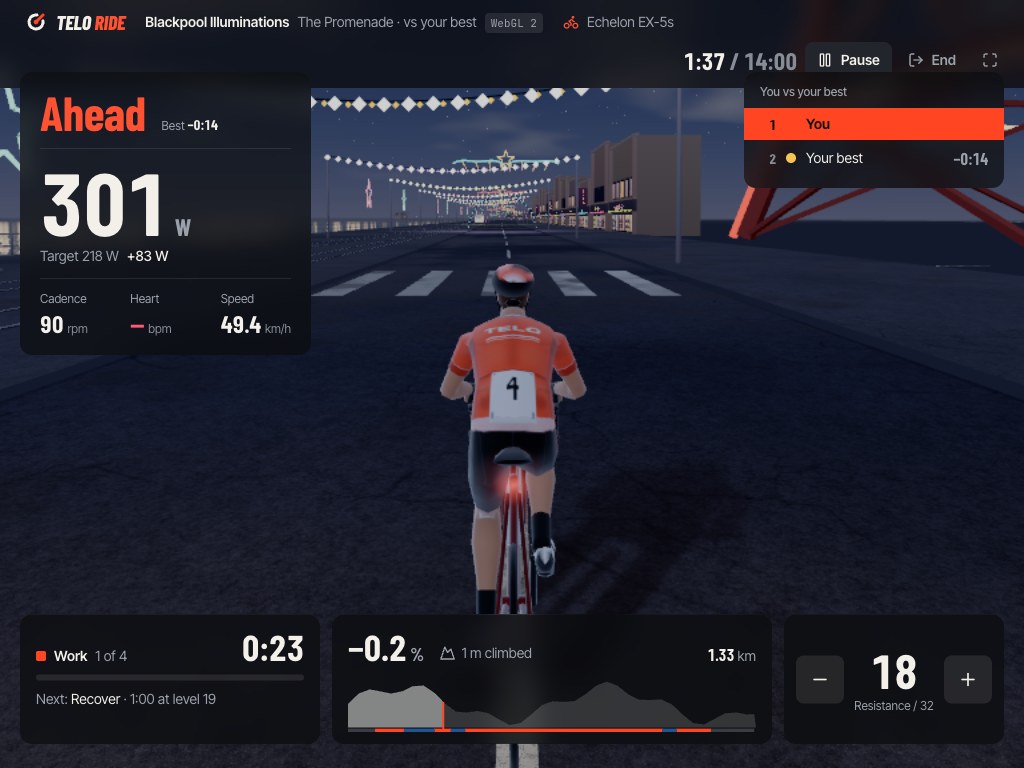 TELO RIDE Blackpool Illuminations The Promenade · vs your best WebGL 2 Echelon EX-5s
1:37 / 14:00 Pause End
Ahead Best −0:14
301 W
Target 218 W +83 W
Cadence Heart Speed
90 rpm — bpm 49.4 km/h
You vs your best
1 You
2 Your best −0:14
TELO
4
Work 1 of 4 0:23
Next: Recover · 1:00 at level 19
−0.2 % 1 m climbed 1.33 km
− 18 +
Resistance / 32